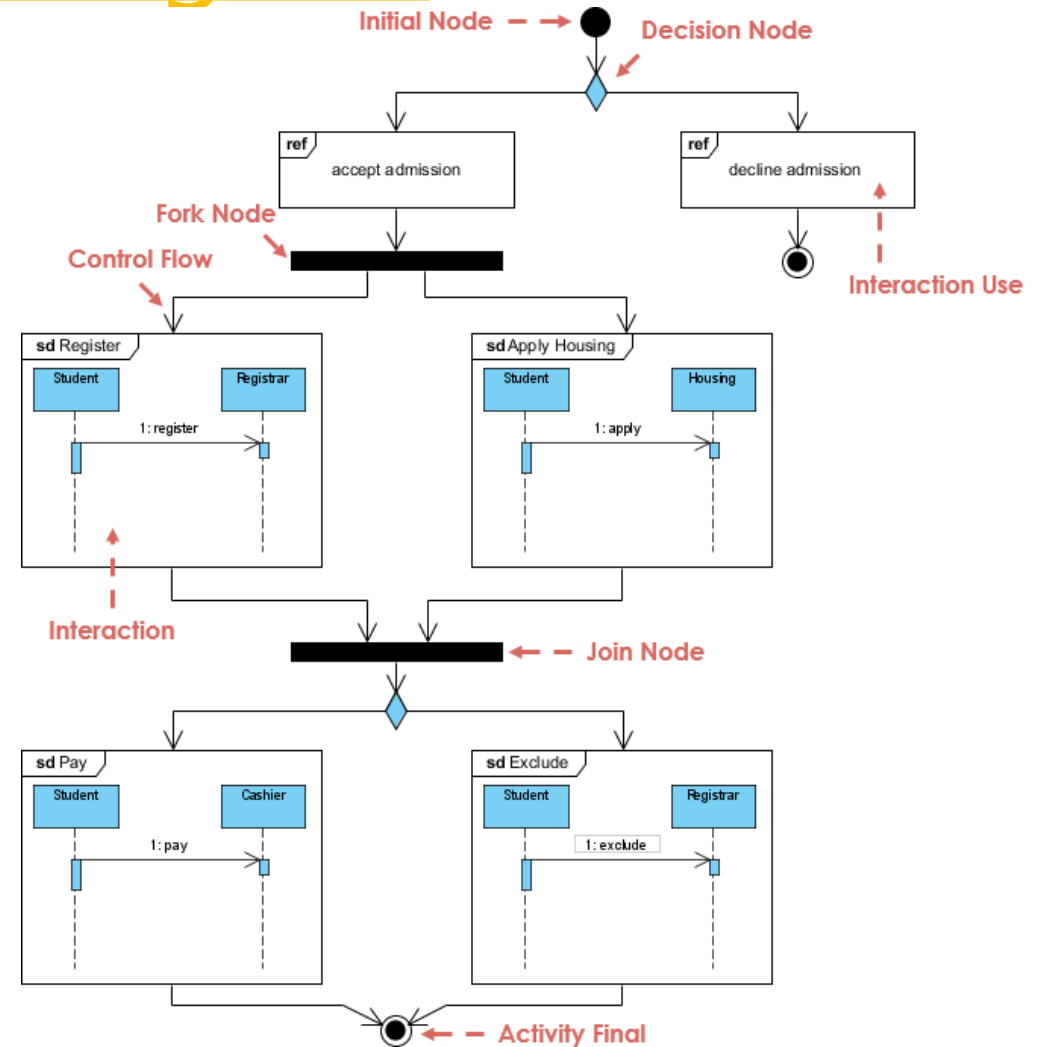 Initial Node
Decision Node
ref
accept admission
ref
decline admission
Fork Node
Control Flow
Interaction Use
sd Register
Student
Registrar
1: register
sd Apply Housing
Student
Housing
1: apply
Interaction
Join Node
sd Pay
Student
Cashier
1: pay
sd Exclude
Student
Registrar
1: exclude
Activity Final